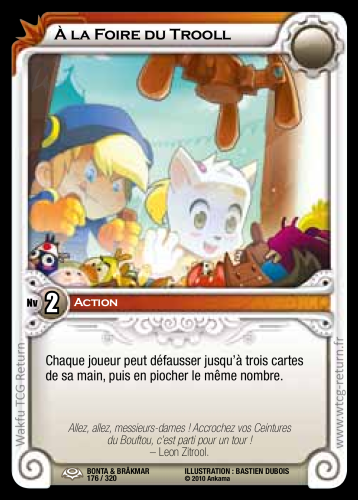 À la Foire du Trooll
Nv 2 Action
Chaque joueur peut défausser jusqu'à trois cartes
de sa main, puis en piocher le même nombre.
Allez, allez, messieurs-dames ! Accrochez vos Ceintures
du Bouftou, c'est parti pour un tour !
– Leon Zitrool.
BONTA & BRÂKMAR
176 / 320
ILLUSTRATION : BASTIEN DUBOIS
© 2010 Ankama
Wakfu TCG Return
www.wtcg-return.fr